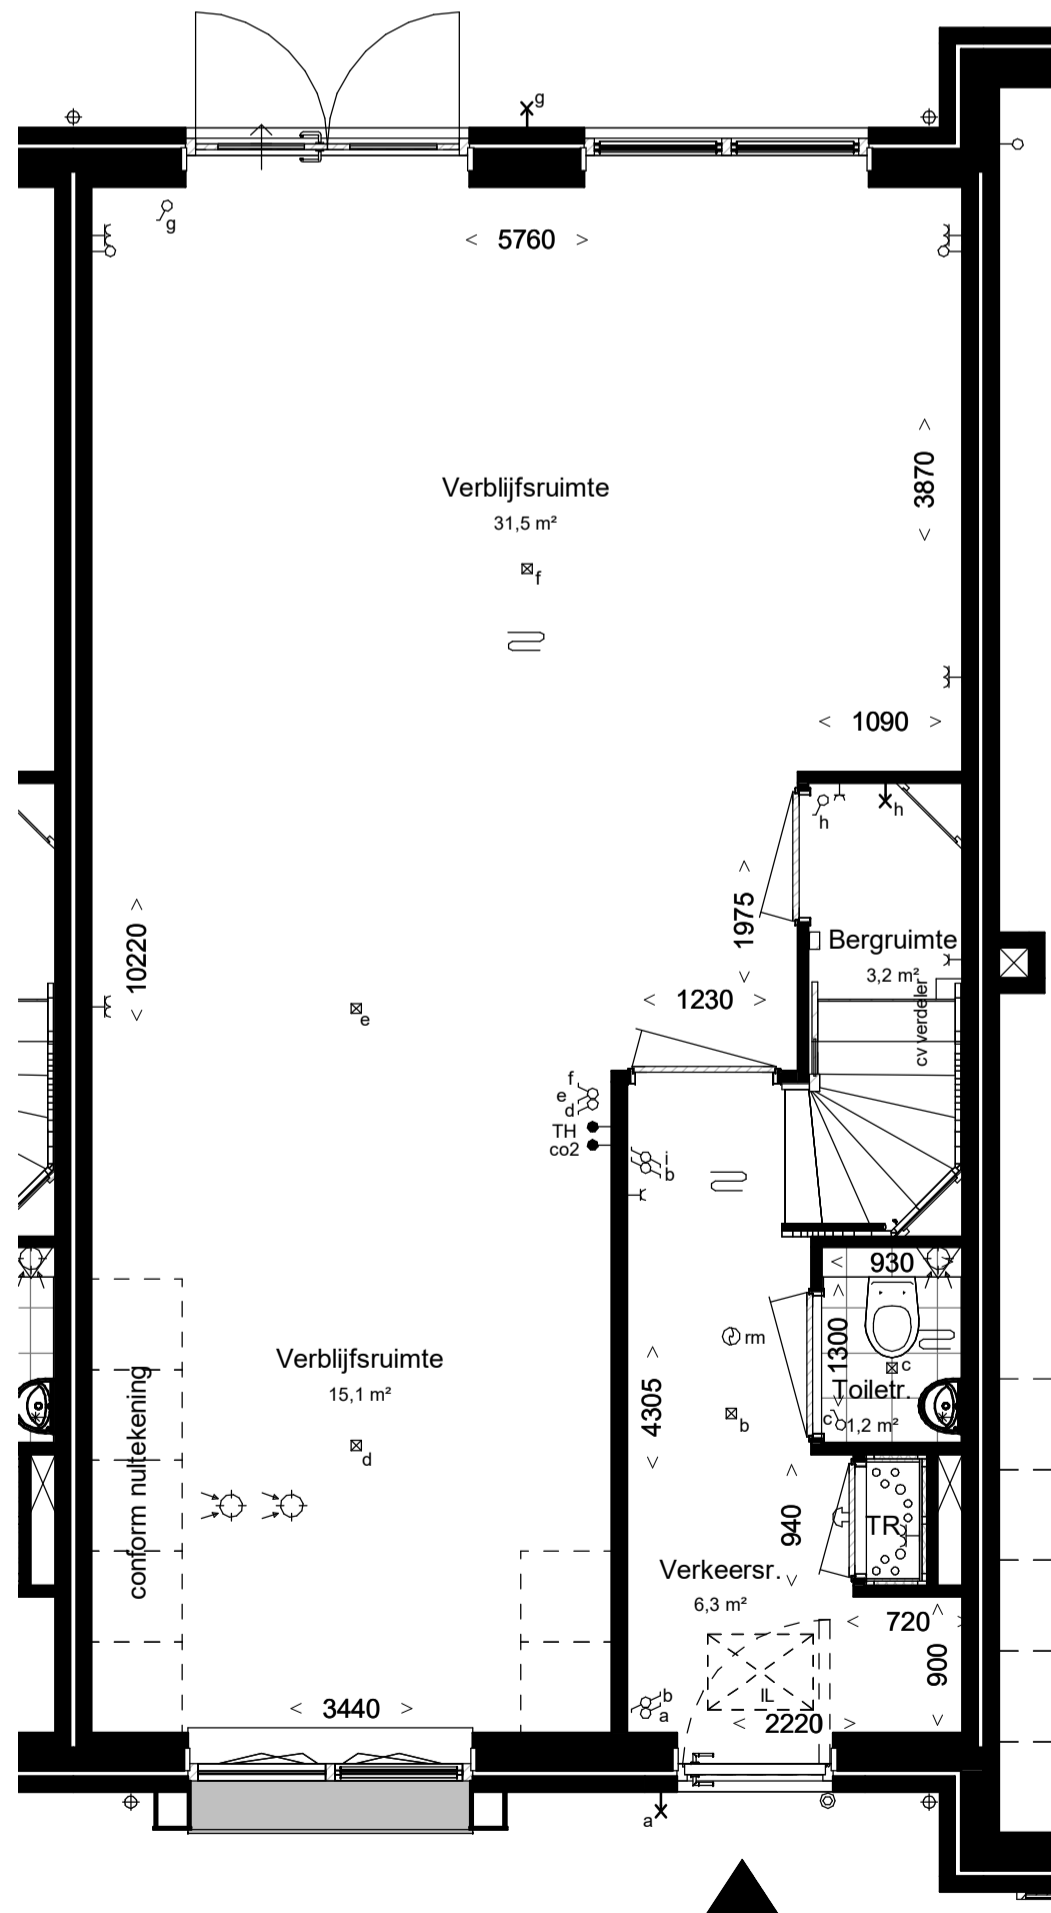 g
g
< 5760 >
< 3870 >
Verblijfsruimte
31,5 m²
f
< 1090 >
h
h
< 1975 >
Bergruimte
3,2 m²
cv verdeler
< 10220 >
< 1230 >
e
f
e
d
TH
co2
i
b
< 930
< 1300 >
rm
c
Toiletr.
c
1,2 m²
Verblijfsruimte
15,1 m²
d
< 4305 >
b
conform nultekening
< 940 >
TR
Verkeersr.
6,3 m²
< 720 >
< 900 >
IL
b
a
< 3440 >
< 2220 >
a